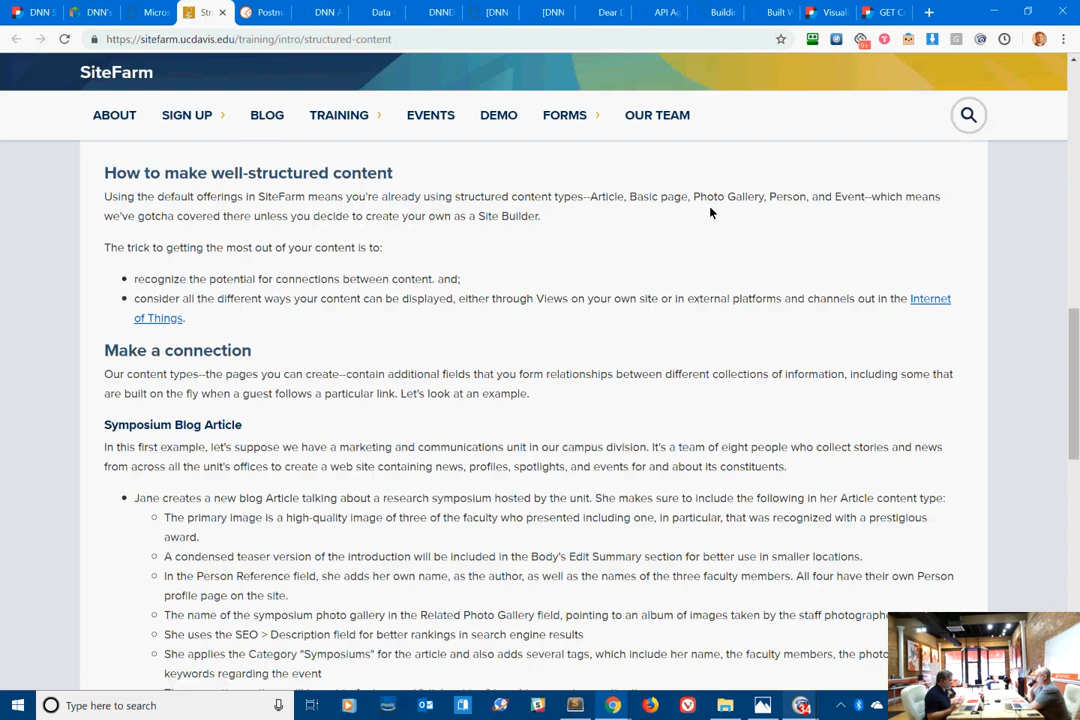 DNN S
DNN's
Micros
Str
Postm
DNN A
Data -
DNND
[DNN
[DNN
Dear D
API Ac
Buildin
Built W
Visual
GET C
https://sitefarm.ucdavis.edu/training/intro/structured-content
SiteFarm
ABOUT SIGN UP BLOG TRAINING EVENTS DEMO FORMS OUR TEAM
How to make well-structured content
Using the default offerings in SiteFarm means you're already using structured content types--Article, Basic page, Photo Gallery, Person, and Event--which means
we've gotcha covered there unless you decide to create your own as a Site Builder.
The trick to getting the most out of your content is to:
recognize the potential for connections between content. and;
consider all the different ways your content can be displayed, either through Views on your own site or in external platforms and channels out in the Internet
of Things.
Make a connection
Our content types--the pages you can create--contain additional fields that you form relationships between different collections of information, including some that
are built on the fly when a guest follows a particular link. Let's look at an example.
Symposium Blog Article
In this first example, let's suppose we have a marketing and communications unit in our campus division. It's a team of eight people who collect stories and news
from across all the unit's offices to create a web site containing news, profiles, spotlights, and events for and about its constituents.
Jane creates a new blog Article talking about a research symposium hosted by the unit. She makes sure to include the following in her Article content type:
The primary image is a high-quality image of three of the faculty who presented including one, in particular, that was recognized with a prestigious
award.
A condensed teaser version of the introduction will be included in the Body's Edit Summary section for better use in smaller locations.
In the Person Reference field, she adds her own name, as the author, as well as the names of the three faculty members. All four have their own Person
profile page on the site.
The name of the symposium photo gallery in the Related Photo Gallery field, pointing to an album of images taken by the staff photographe
She uses the SEO > Description field for better rankings in search engine results
She applies the Category "Symposiums" for the article and also adds several tags, which include her name, the faculty members, the photo
keywords regarding the event
Type here to search
34